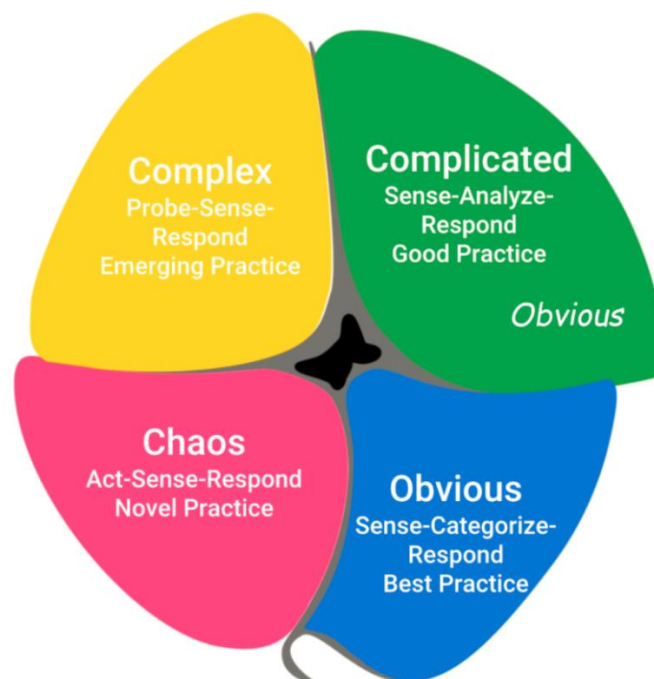 Complex
Probe-Sense-
Respond
Emerging Practice
Complicated
Sense-Analyze-
Respond
Good Practice
Obvious
Chaos
Act-Sense-Respond
Novel Practice
Obvious
Sense-Categorize-
Respond
Best Practice